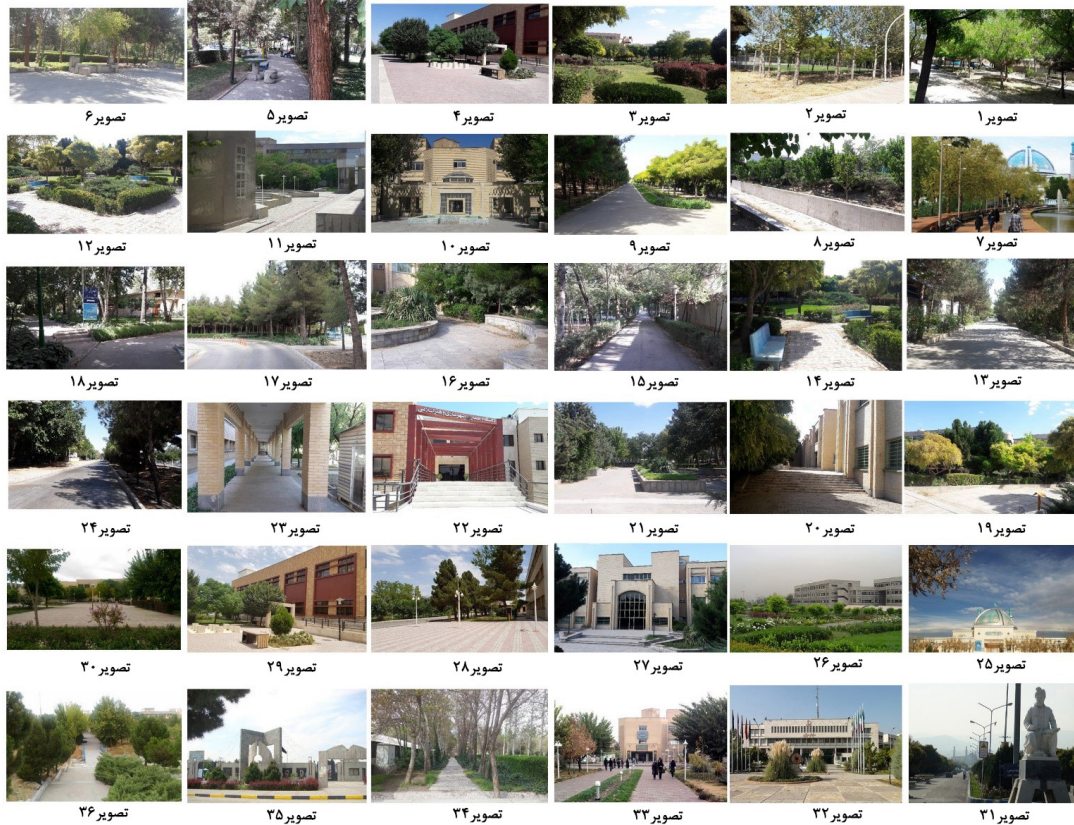 تصویر۱ تصویر۲ تصویر۳ تصویر۴ تصویر۵ تصویر۶
تصویر۷ تصویر۸ تصویر۹ تصویر۱۰ تصویر۱۱ تصویر۱۲
تصویر۱۳ تصویر۱۴ تصویر۱۵ تصویر۱۶ تصویر۱۷ تصویر۱۸
تصویر۱۹ تصویر۲۰ تصویر۲۱ تصویر۲۲ تصویر۲۳ تصویر۲۴
تصویر۲۵ تصویر۲۶ تصویر۲۷ تصویر۲۸ تصویر۲۹ تصویر۳۰
تصویر۳۱ تصویر۳۲ تصویر۳۳ تصویر۳۴ تصویر۳۵ تصویر۳۶